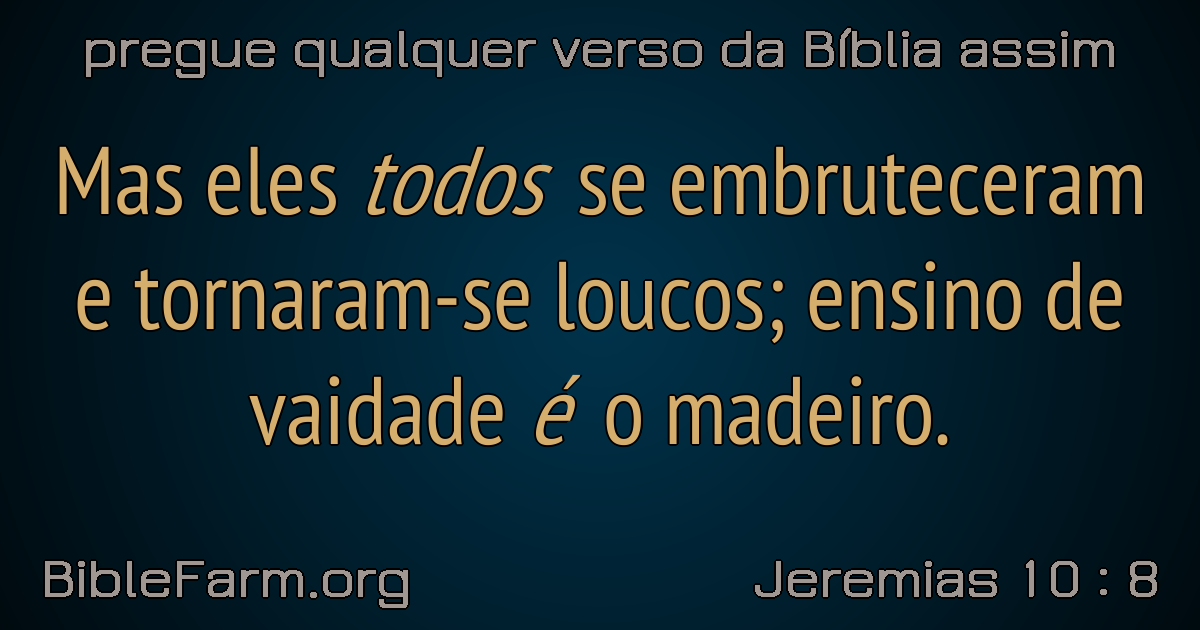 pregue qualquer verso da Bíblia assim
Mas eles todos se embruteceram
e tornaram-se loucos; ensino de
vaidade é o madeiro.
BibleFarm.org
Jeremias 10 : 8